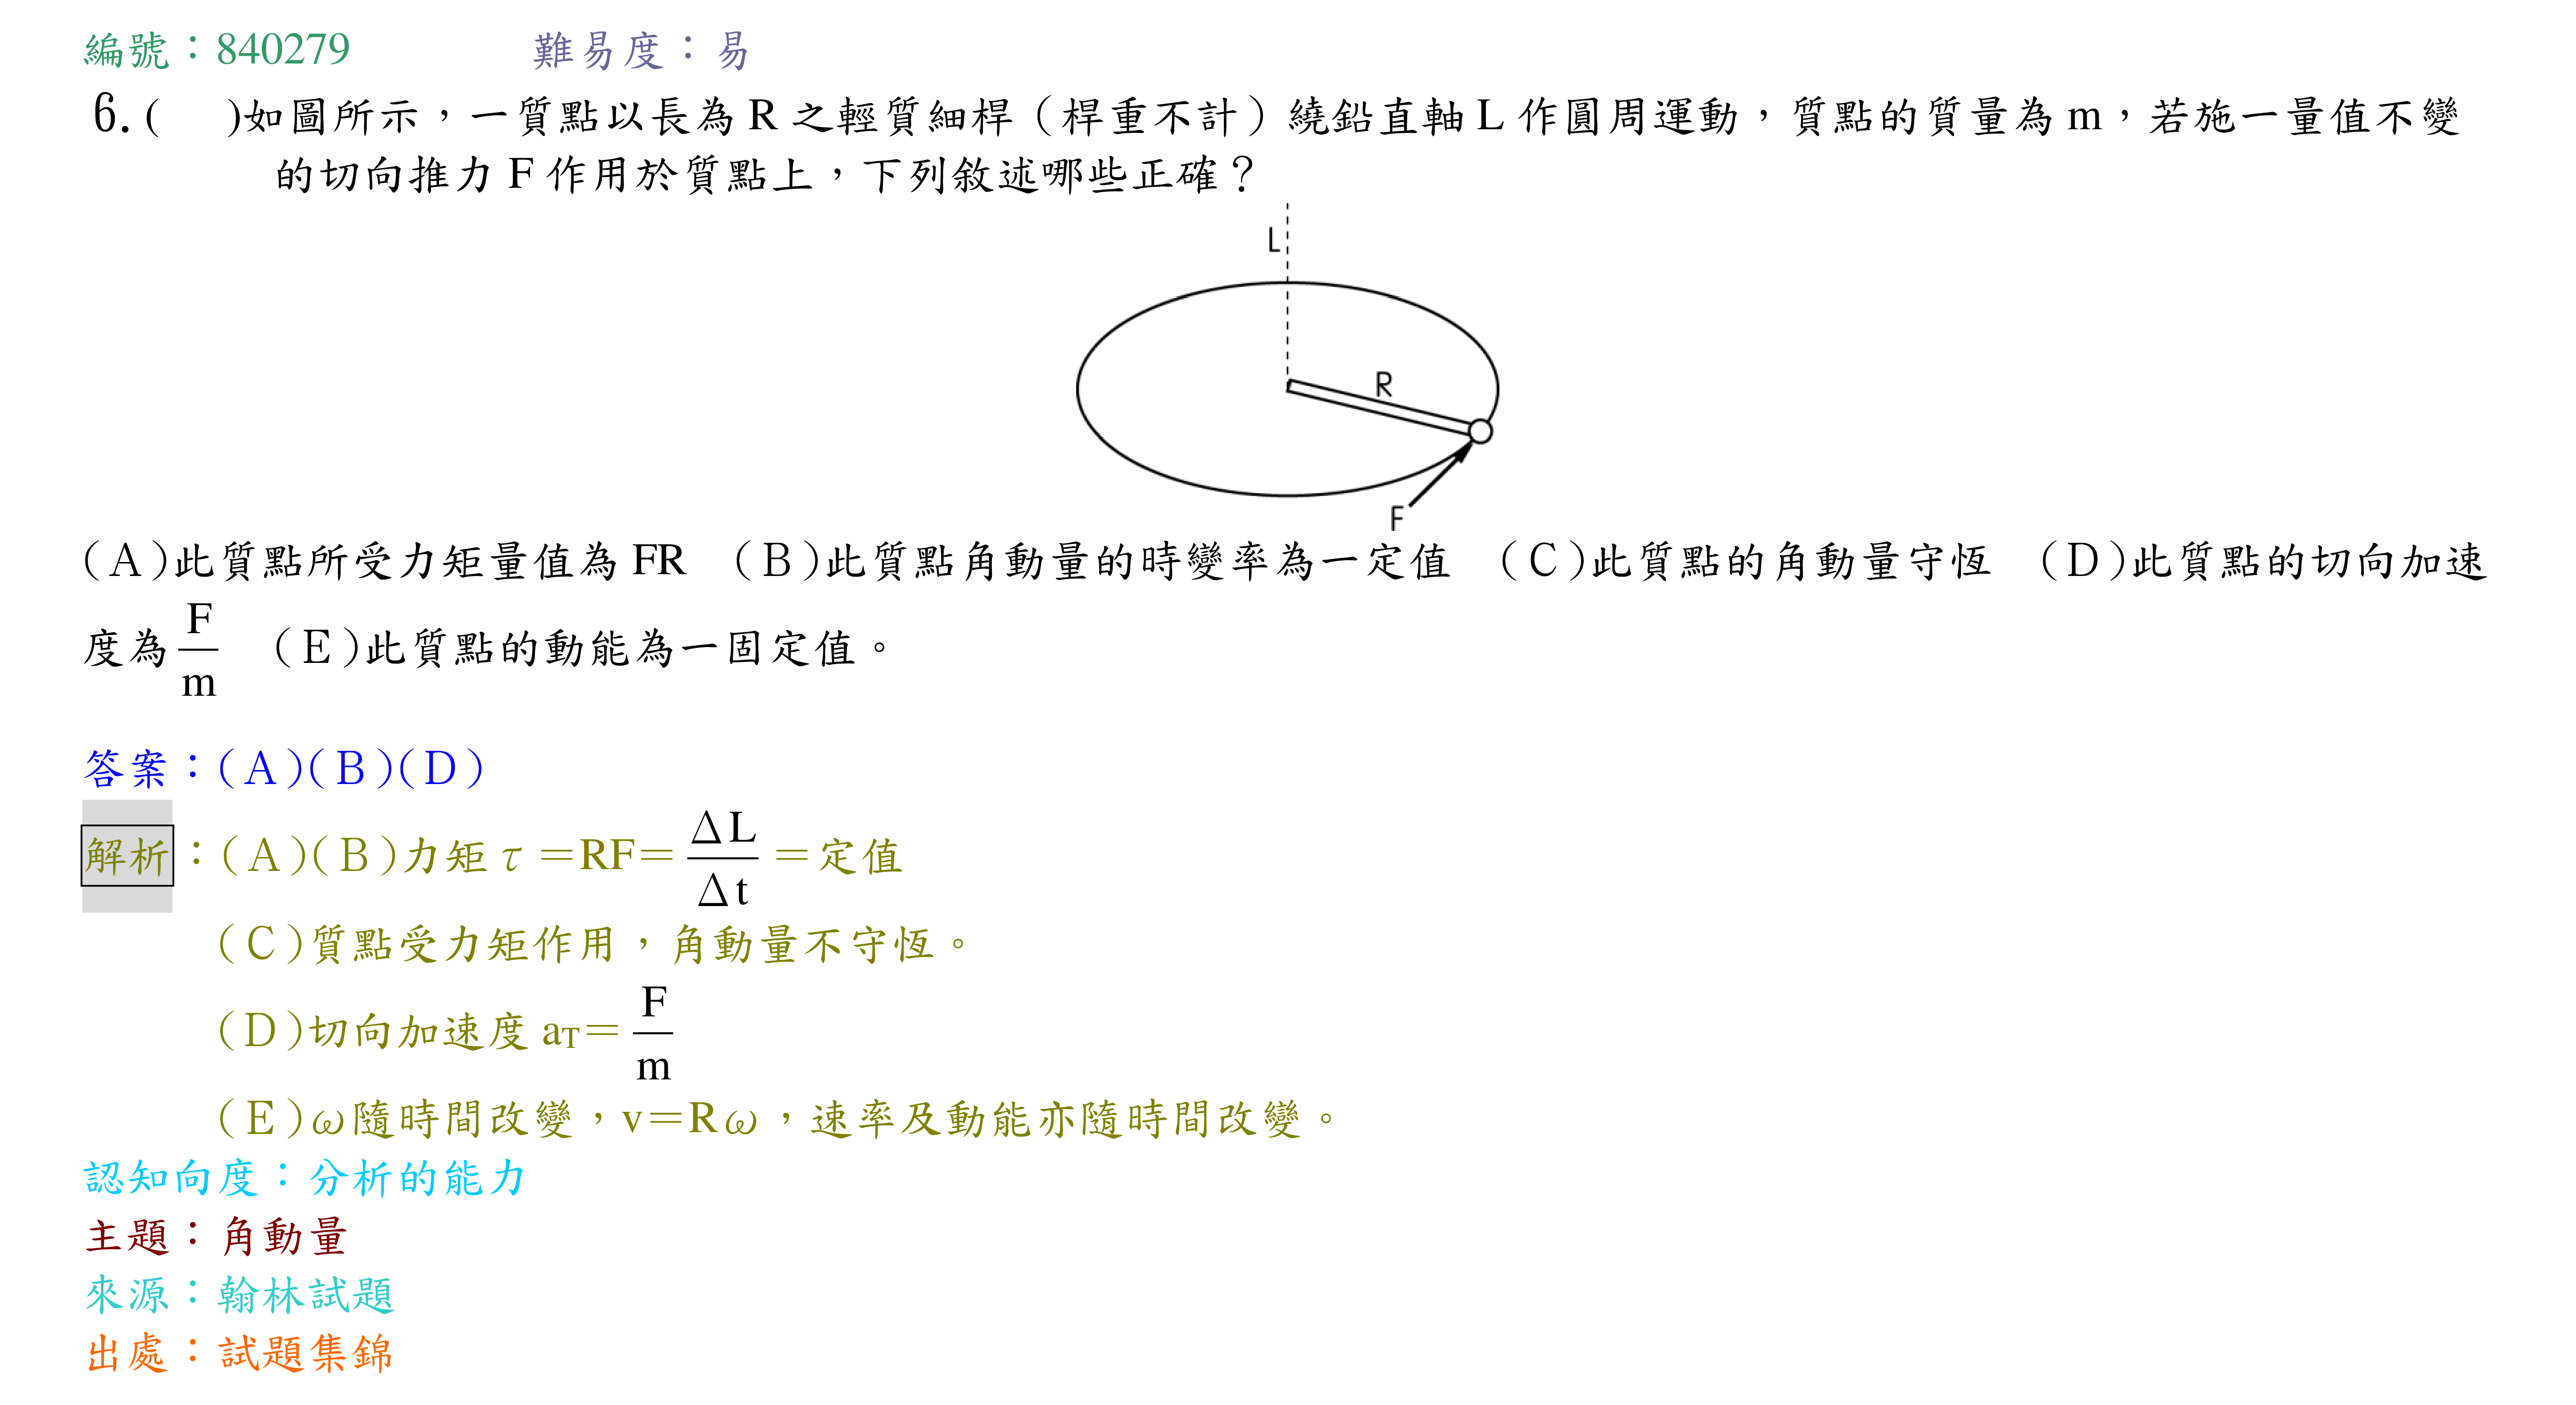 編號：840279　難易度：易
6.(　)如圖所示，一質點以長為 R 之輕質細桿（桿重不計）繞鉛直軸 L 作圓周運動，質點的質量為 m，若施一量值不變
的切向推力 F 作用於質點上，下列敘述哪些正確？
L
R
F
(Ａ)此質點所受力矩量值為 FR　(Ｂ)此質點角動量的時變率為一定值　(Ｃ)此質點的角動量守恆　(Ｄ)此質點的切向加速
度為 F/m　(Ｅ)此質點的動能為一固定值。
答案：(Ａ)(Ｂ)(Ｄ)
解析：(Ａ)(Ｂ)力矩 τ＝RF＝ΔL/Δt＝定值
(Ｃ)質點受力矩作用，角動量不守恆。
(Ｄ)切向加速度 aT＝F/m
(Ｅ)ω隨時間改變，v＝Rω，速率及動能亦隨時間改變。
認知向度：分析的能力
主題：角動量
來源：翰林試題
出處：試題集錦